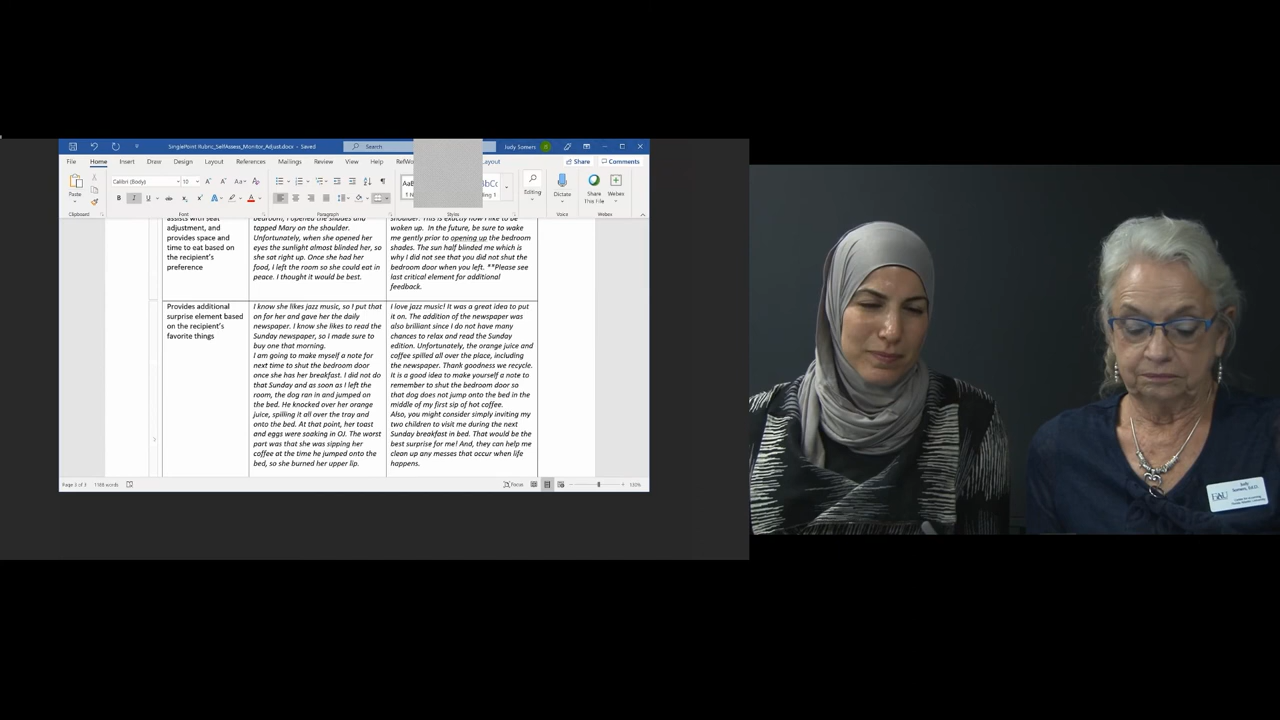 SinglePoint Rubric_SelfAssess_Monitor_Adjust.docx - Saved
Search
Judy Somers
File Home Insert Draw Design Layout References Mailings Review View Help RefWo
Layout
Share Comments
Paste
Calibri (Body) 10
Editing
Dictate
Share This File
Webex
Clipboard
Font
Paragraph
Styles
Voice
Webex
assists with seat
adjustment, and
provides space and
time to eat based on
the recipient's
preference
bedroom, I opened the shades and
tapped Mary on the shoulder.
Unfortunately, when she opened her
eyes the sunlight almost blinded her, so
she sat right up. Once she had her
food, I left the room so she could eat in
peace. I thought it would be best.
shoulder. This is exactly how I like to be
woken up. In the future, be sure to wake
me gently prior to opening up the bedroom
shades. The sun half blinded me which is
why I did not see that you did not shut the
bedroom door when you left. **Please see
last critical element for additional
feedback.
Provides additional
surprise element based
on the recipient's
favorite things
I know she likes jazz music, so I put that
on for her and gave her the daily
newspaper. I know she likes to read the
Sunday newspaper, so I made sure to
buy one that morning.
I am going to make myself a note for
next time to shut the bedroom door
once she has her breakfast. I did not do
that Sunday and as soon as I left the
room, the dog ran in and jumped on
the bed. He knocked over her orange
juice, spilling it all over the tray and
onto the bed. At that point, her toast
and eggs were soaking in OJ. The worst
part was that she was sipping her
coffee at the time he jumped onto the
bed, so she burned her upper lip.
I love jazz music! It was a great idea to put
it on. The addition of the newspaper was
also brilliant since I do not have many
chances to relax and read the Sunday
edition. Unfortunately, the orange juice and
coffee spilled all over the place, including
the newspaper. Thank goodness we recycle.
It is a good idea to make yourself a note to
remember to shut the bedroom door so
that dog does not jump onto the bed in the
middle of my first sip of hot coffee.
Also, you might consider simply inviting my
two children to visit me during the next
Sunday breakfast in bed. That would be the
best surprise for me! And, they can help me
clean up any messes that occur when life
happens.
1188 words
Focus
FAU
Judy
Somers, Ed.D.